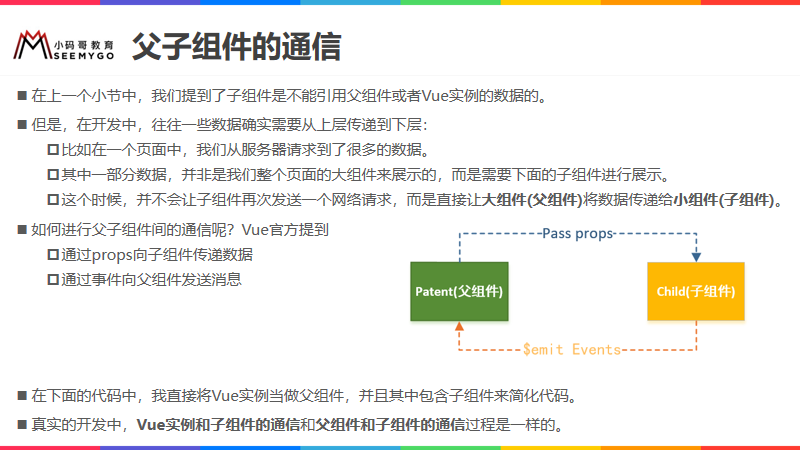 小码哥教育
SEEMYGO
父子组件的通信
在上一个小节中，我们提到了子组件是不能引用父组件或者Vue实例的数据的。
但是，在开发中，往往一些数据确实需要从上层传递到下层：
比如在一个页面中，我们从服务器请求到了很多的数据。
其中一部分数据，并非是我们整个页面的大组件来展示的，而是需要下面的子组件进行展示。
这个时候，并不会让子组件再次发送一个网络请求，而是直接让大组件(父组件)将数据传递给小组件(子组件)。
如何进行父子组件间的通信呢？Vue官方提到
通过props向子组件传递数据
通过事件向父组件发送消息
Pass props
Patent(父组件)
Child(子组件)
$emit Events
在下面的代码中，我直接将Vue实例当做父组件，并且其中包含子组件来简化代码。
真实的开发中，Vue实例和子组件的通信和父组件和子组件的通信过程是一样的。